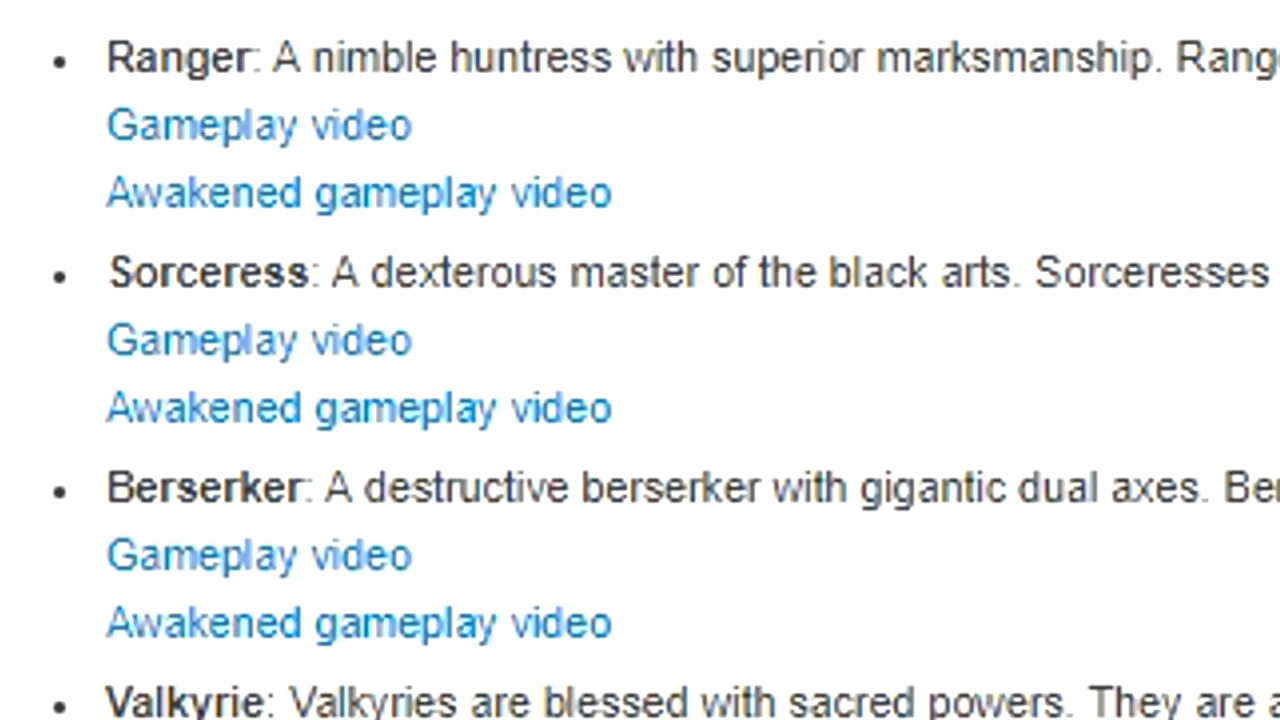 • Ranger: A nimble huntress with superior marksmanship.
Gameplay video
Awakened gameplay video
• Sorceress: A dexterous master of the black arts. Sorceresses
Gameplay video
Awakened gameplay video
• Berserker: A destructive berserker with gigantic dual axes.
Gameplay video
Awakened gameplay video
• Valkyrie: Valkyries are blessed with sacred powers. They are